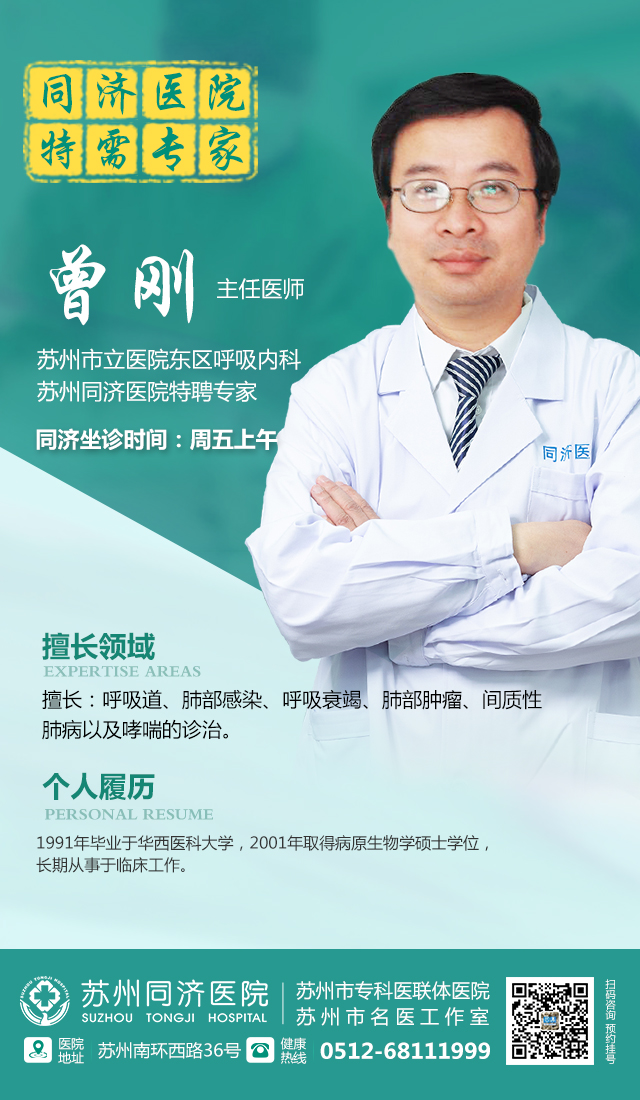 同济医院
特需专家
曾刚 主任医师
苏州市立医院东区呼吸内科
苏州同济医院特聘专家
同济坐诊时间：周五上午
同济医
擅长领域
EXPERTISE AREAS
擅长：呼吸道、肺部感染、呼吸衰竭、肺部肿瘤、间质性
肺病以及哮喘的诊治。
个人履历
PERSONAL RESUME
1991年毕业于华西医科大学，2001年取得病原生物学硕士学位，
长期从事于临床工作。
SUZHOU TONGJI HOSPITAL
苏州同济医院
SUZHOU TONGJI HOSPITAL
苏州市专科医联体医院
苏州市名医工作室
医院
地址
苏州南环西路36号
健康
热线
0512-68111999
扫码咨询 预约挂号